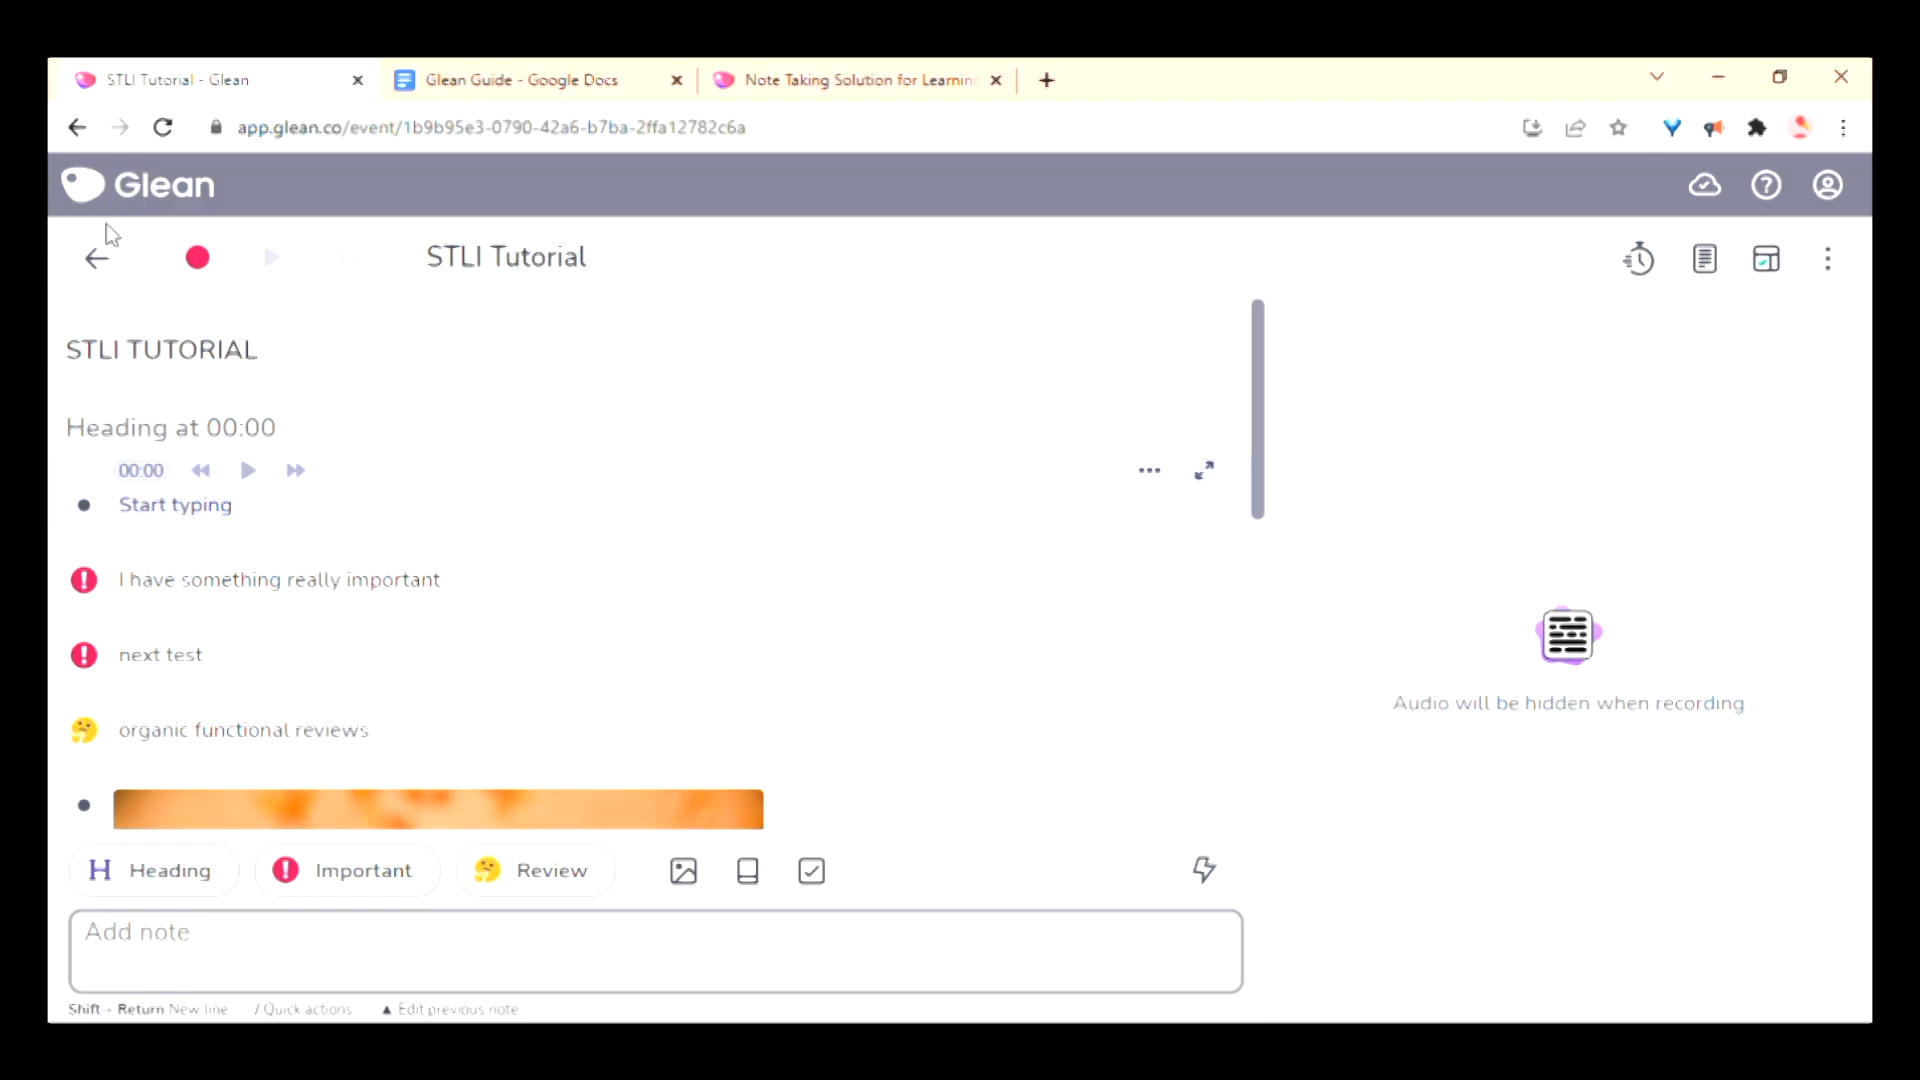 STLI Tutorial - Glean
Glean Guide - Google Docs
Note Taking Solution for Learnin
app.glean.co/event/1b9b95e3-0790-42a6-b7ba-2ffa12782c6a
Glean
STLI Tutorial
STLI TUTORIAL
Heading at 00:00
00:00
Start typing
I have something really important
next test
organic functional reviews
Audio will be hidden when recording
H Heading
Important
Review
Add note
Shift + Return New line / Quick actions ▲ Edit previous note